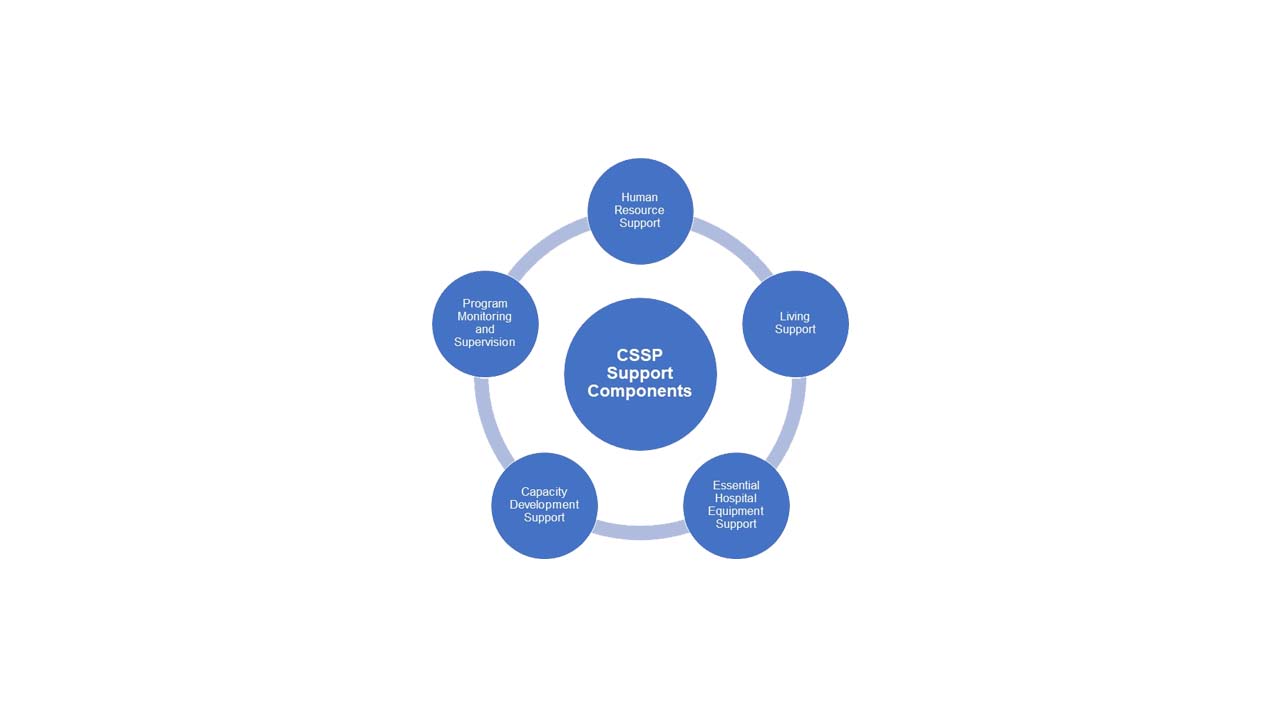 Human
Resource
Support
Living
Support
Essential
Hospital
Equipment
Support
Capacity
Development
Support
Program
Monitoring
and
Supervision
CSSP
Support
Components